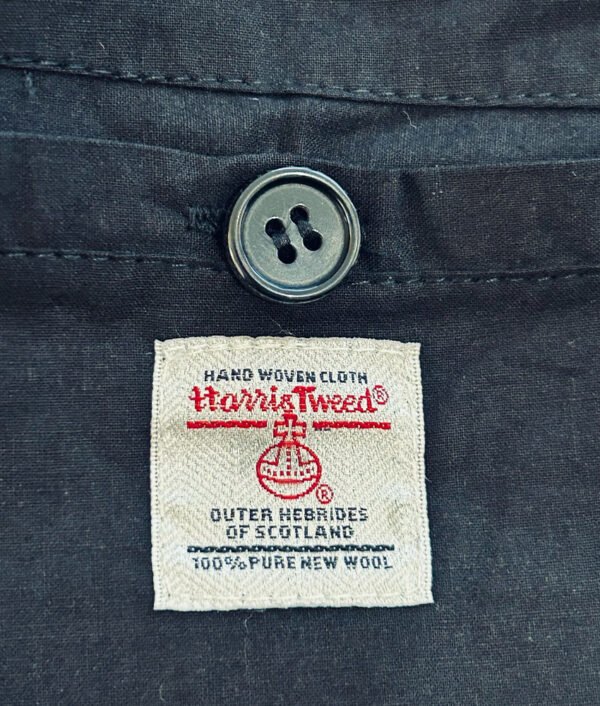 HAND WOVEN CLOTH
Harris Tweed®
®
OUTER HEBRIDES
OF SCOTLAND
100% PURE NEW WOOL